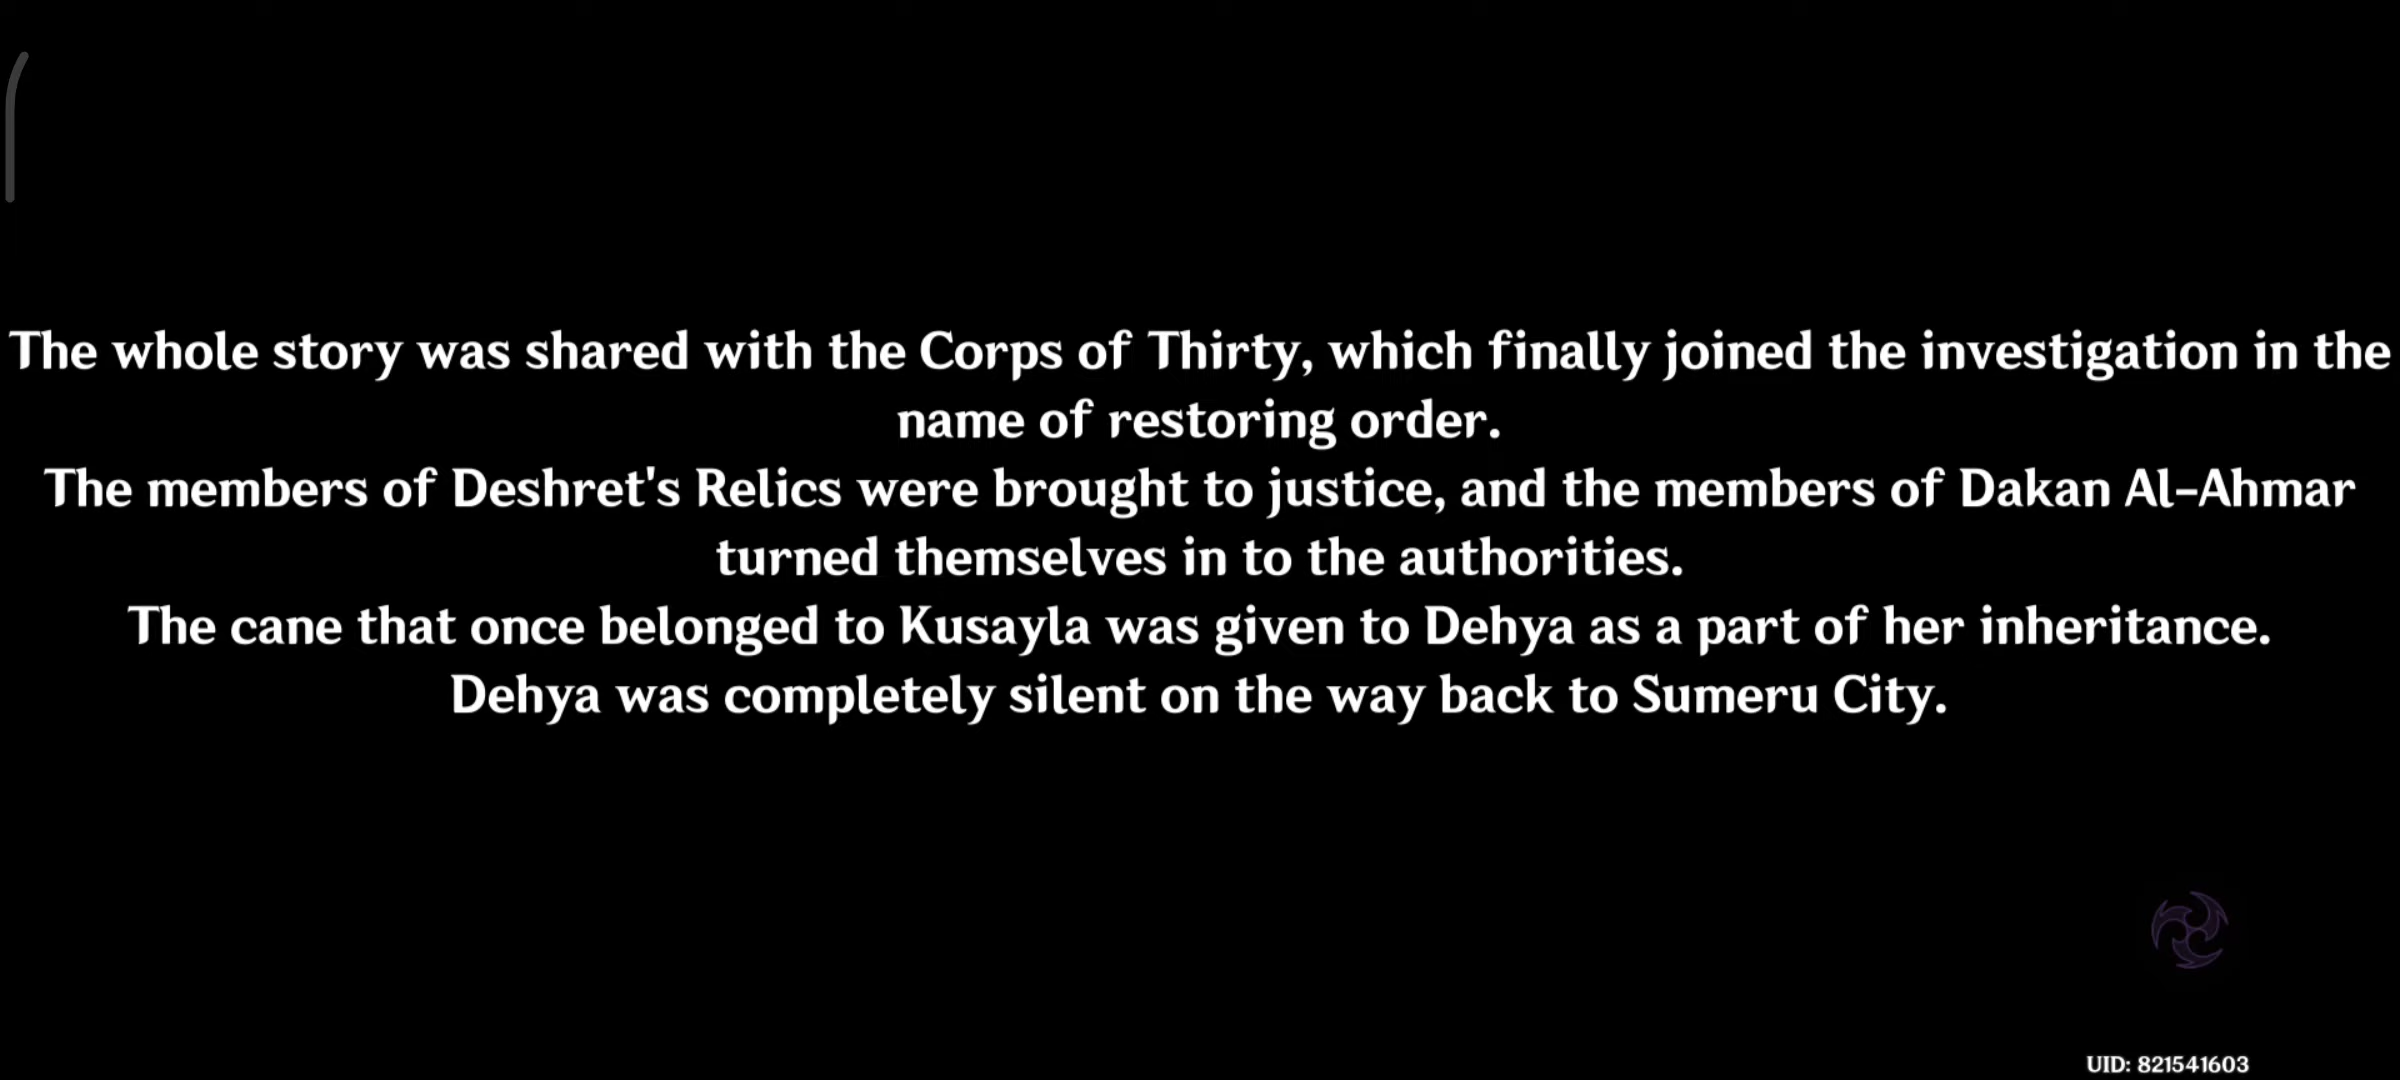 The whole story was shared with the Corps of Thirty, which finally joined the investigation in the
name of restoring order.
The members of Deshret's Relics were brought to justice, and the members of Dakan Al-Ahmar
turned themselves in to the authorities.
The cane that once belonged to Kusayla was given to Dehya as a part of her inheritance.
Dehya was completely silent on the way back to Sumeru City.
UID: 821541603